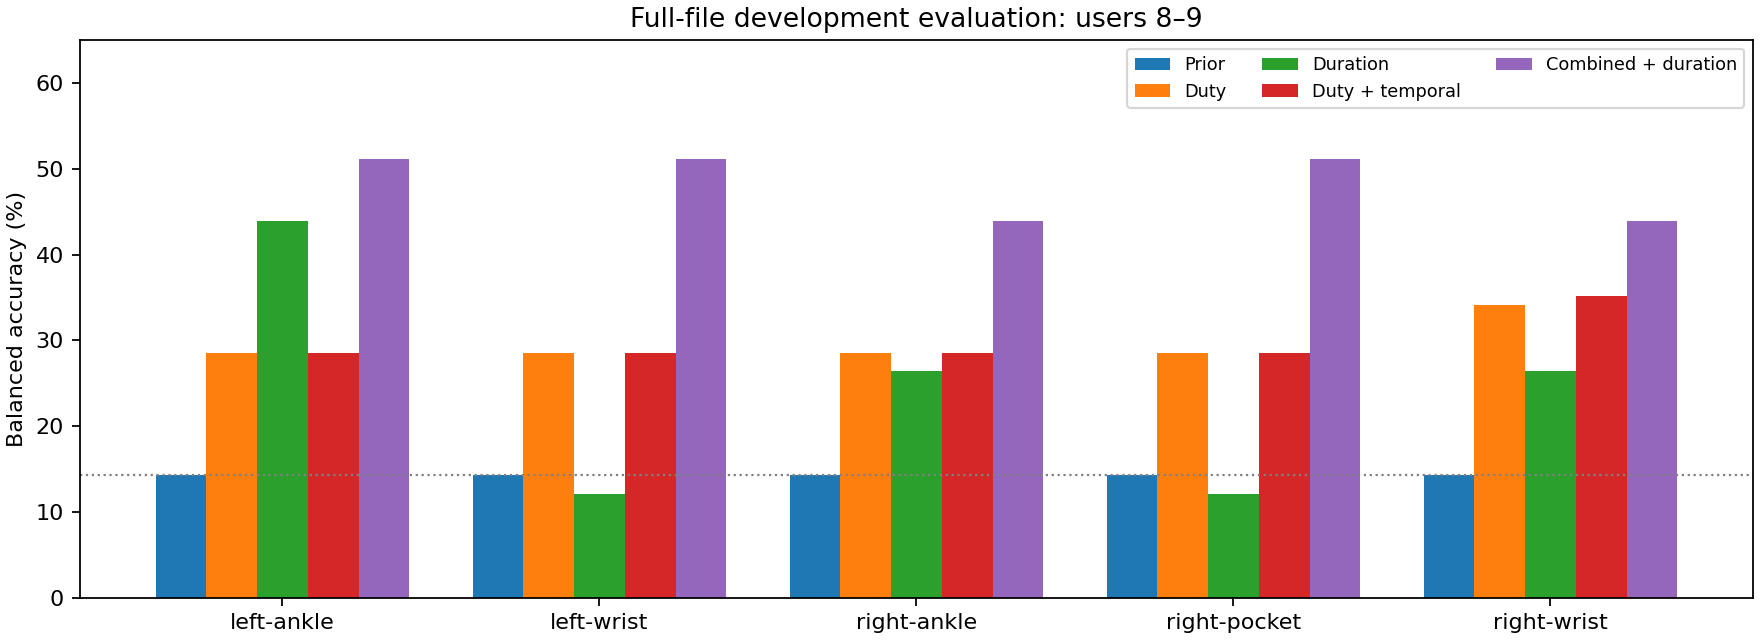 Full-file development evaluation: users 8–9
Prior
Duty
Duration
Duty + temporal
Combined + duration
Balanced accuracy (%)
60
50
40
30
20
10
0
left-ankle
left-wrist
right-ankle
right-pocket
right-wrist